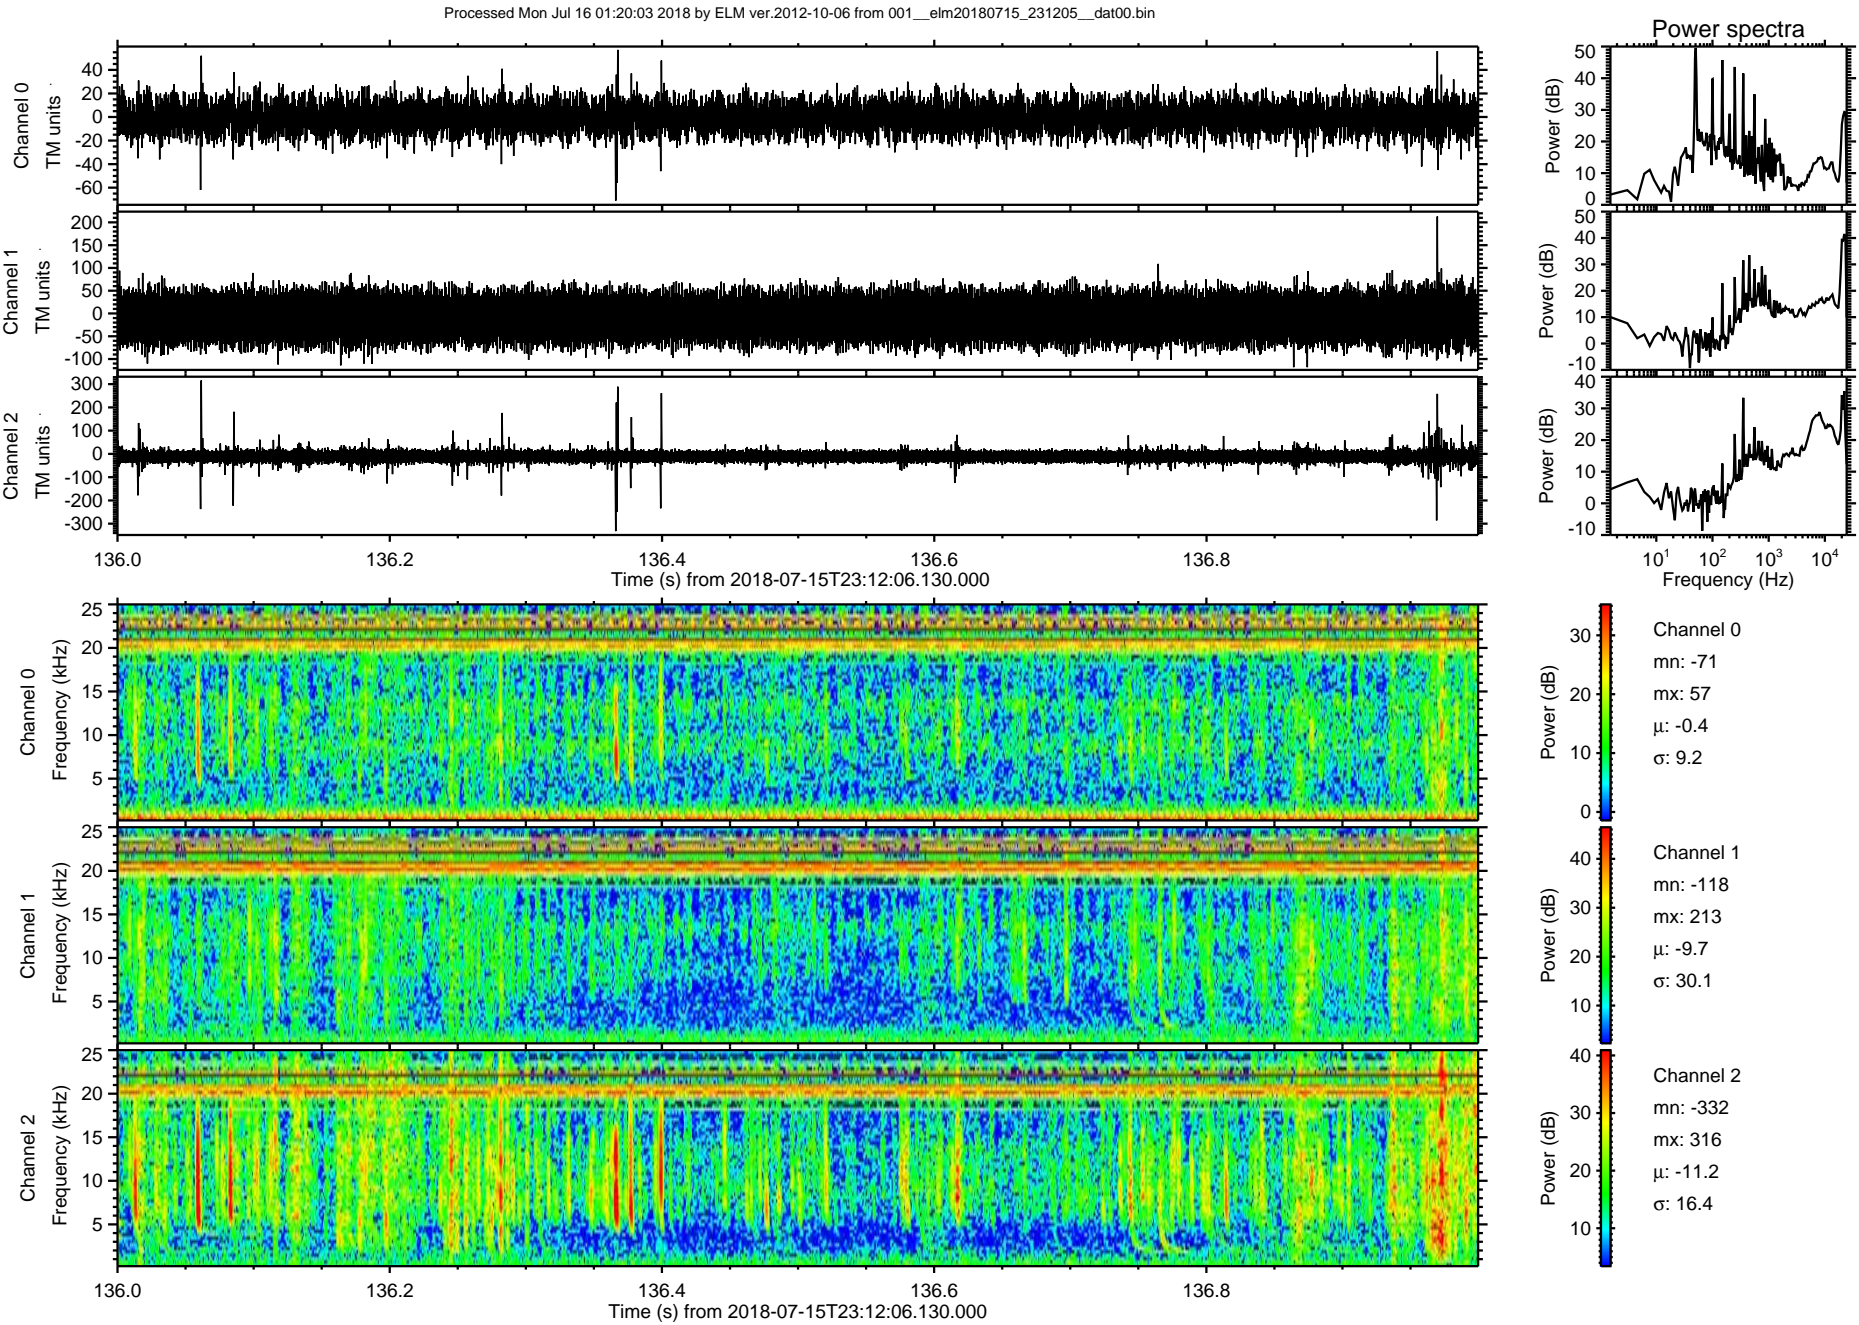 Processed Mon Jul 16 01:20:03 2018 by ELM ver.2012-10-06 from 001__elm20180715_231205__dat00.bin
Power spectra
Channel 0
TM units
40
20
0
-20
-40
-60
Power (dB)
50
40
30
20
10
0
Channel 1
TM units
200
150
100
50
0
-50
-100
Power (dB)
50
40
30
20
10
0
-10
Channel 2
TM units
300
200
100
0
-100
-200
-300
Power (dB)
40
30
20
10
0
-10
136.0 136.2 136.4 136.6 136.8
Time (s) from 2018-07-15T23:12:06.130.000
10^1 10^2 10^3 10^4
Frequency (Hz)
Channel 0
Frequency (kHz)
25
20
15
10
5
Power (dB)
30
20
10
0
Channel 0
mn: -71
mx: 57
µ: -0.4
σ: 9.2
Channel 1
Frequency (kHz)
25
20
15
10
5
Power (dB)
40
30
20
10
Channel 1
mn: -118
mx: 213
µ: -9.7
σ: 30.1
Channel 2
Frequency (kHz)
25
20
15
10
5
Power (dB)
40
30
20
10
Channel 2
mn: -332
mx: 316
µ: -11.2
σ: 16.4
136.0 136.2 136.4 136.6 136.8
Time (s) from 2018-07-15T23:12:06.130.000